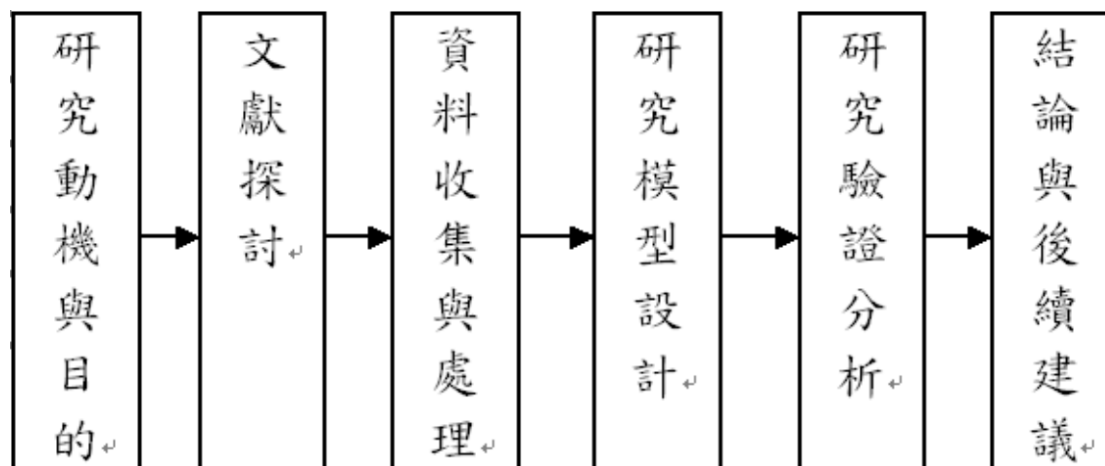 研究動機與目的
文獻探討
資料收集與處理
研究模型設計
研究驗證分析
結論與後續建議